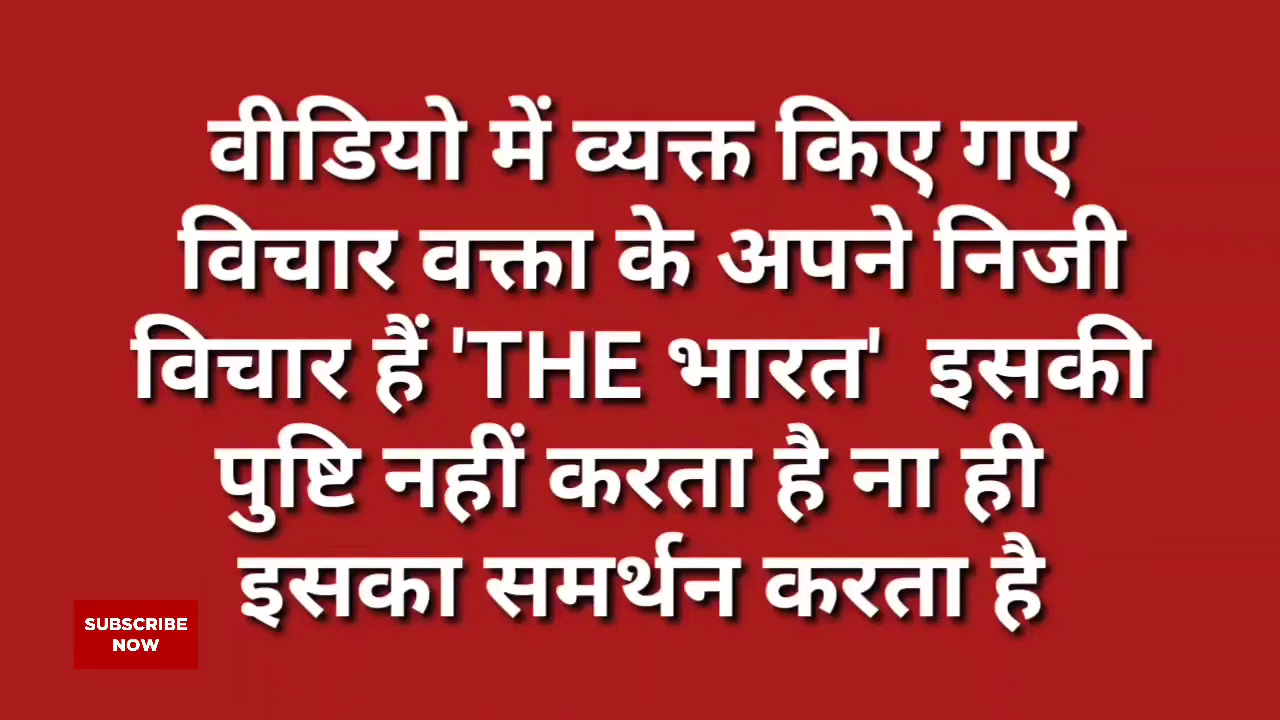 वीडियो में व्यक्त किए गए
विचार वक्ता के अपने निजी
विचार हैं 'THE भारत' इसकी
पुष्टि नहीं करता है ना ही
इसका समर्थन करता है
SUBSCRIBE
NOW